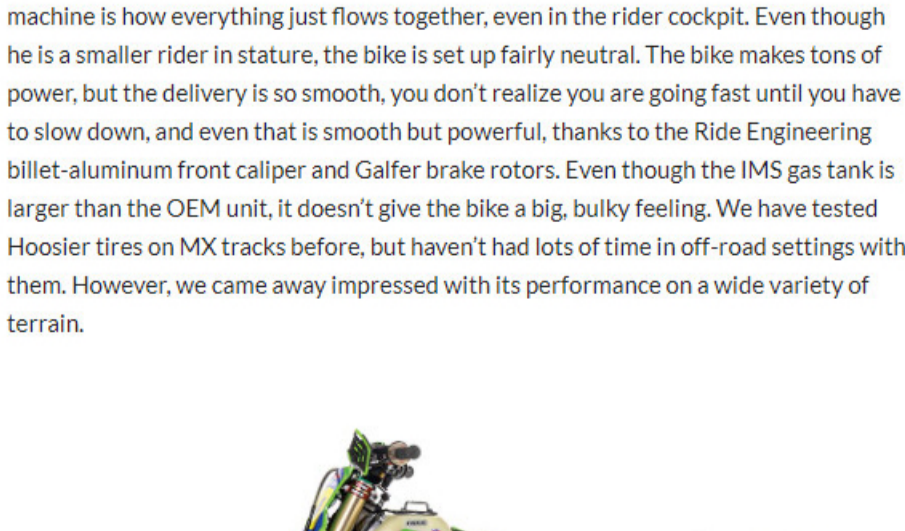 machine is how everything just flows together, even in the rider cockpit. Even though
he is a smaller rider in stature, the bike is set up fairly neutral. The bike makes tons of
power, but the delivery is so smooth, you don’t realize you are going fast until you have
to slow down, and even that is smooth but powerful, thanks to the Ride Engineering
billet-aluminum front caliper and Galfer brake rotors. Even though the IMS gas tank is
larger than the OEM unit, it doesn’t give the bike a big, bulky feeling. We have tested
Hoosier tires on MX tracks before, but haven’t had lots of time in off-road settings with
them. However, we came away impressed with its performance on a wide variety of
terrain.